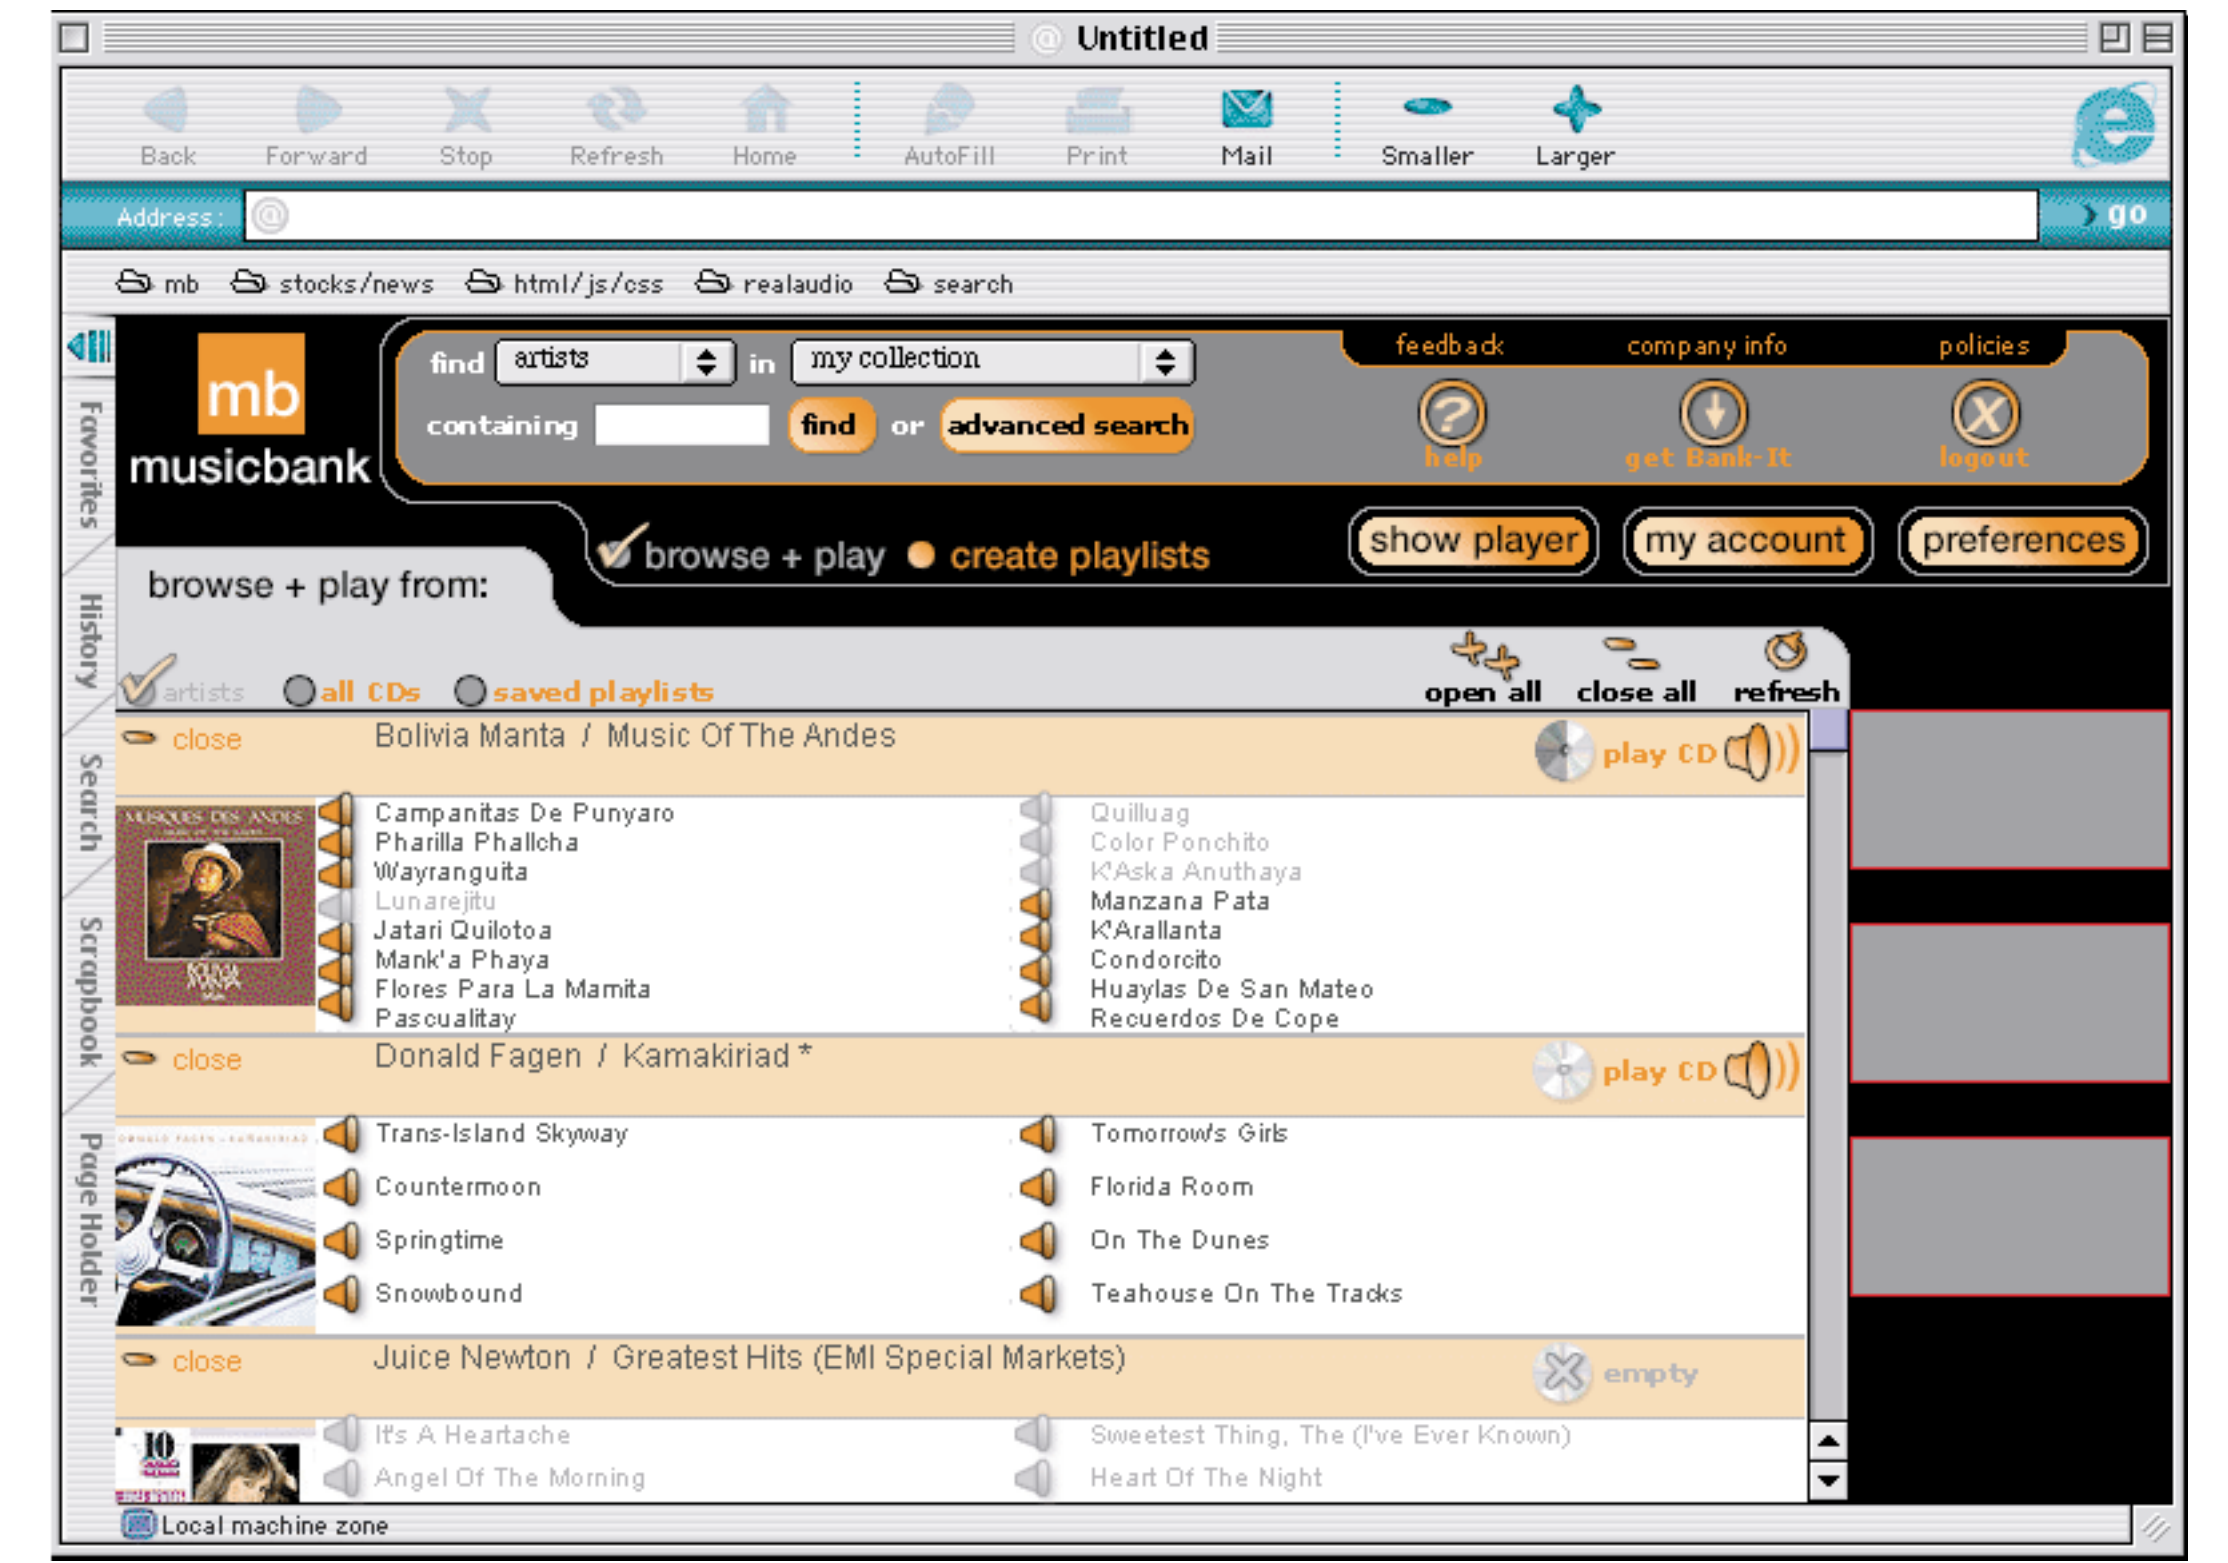 Untitled
Back Forward Stop Refresh Home AutoFill Print Mail Smaller Larger
Address: go
mb stocks/news html/js/css realaudio search
Favorites
History
Search
Scrapbook
Page Holder
mb
musicbank
find artists in my collection
containing find or advanced search
feedback company info policies
help get Bank-It logout
browse + play create playlists
show player my account preferences
browse + play from:
artists all CDs saved playlists
open all close all refresh
close Bolivia Manta / Music Of The Andes play CD
MUSIQUES DES ANDES
Campanitas De Punyaro Quilluag
Pharilla Phallcha Color Ponchito
Wayranguita K'Aska Anuthaya
Lunarejitu Manzana Pata
Jatari Quilotoa K'Arallanta
Mank'a Phaya Condorcito
Flores Para La Mamita Huaylas De San Mateo
Pascualitay Recuerdos De Cope
close Donald Fagen / Kamakiriad * play CD
DONALD FAGEN - KAMAKIRIAD
Trans-Island Skyway Tomorrow's Girls
Countermoon Florida Room
Springtime On The Dunes
Snowbound Teahouse On The Tracks
close Juice Newton / Greatest Hits (EMI Special Markets) empty
10
It's A Heartache Sweetest Thing, The (I've Ever Known)
Angel Of The Morning Heart Of The Night
Local machine zone